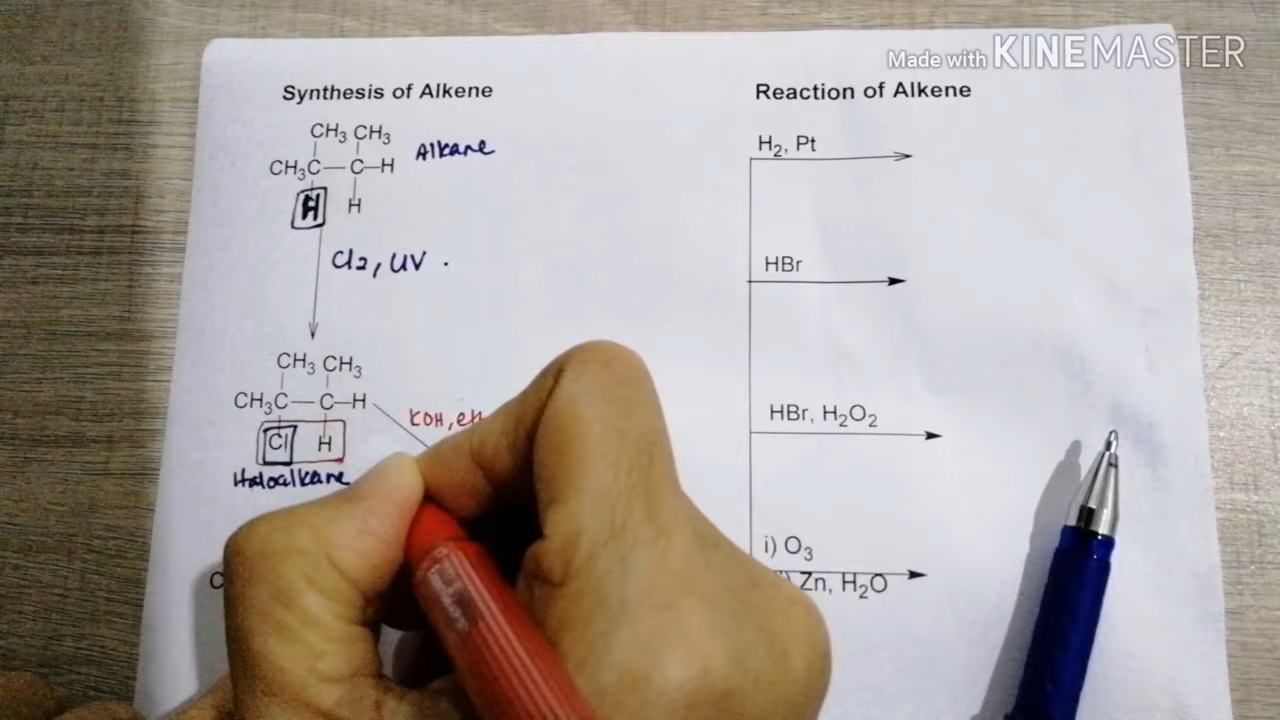 Made with KINEMASTER
Synthesis of Alkene
CH3 CH3
CH3C—C—H
H H
Alkane
Cl2, UV .
CH3 CH3
CH3C—C—H
Cl H
Haloalkane
KOH,
C
Reaction of Alkene
H2, Pt
HBr
HBr, H2O2
i) O3
Zn, H2O